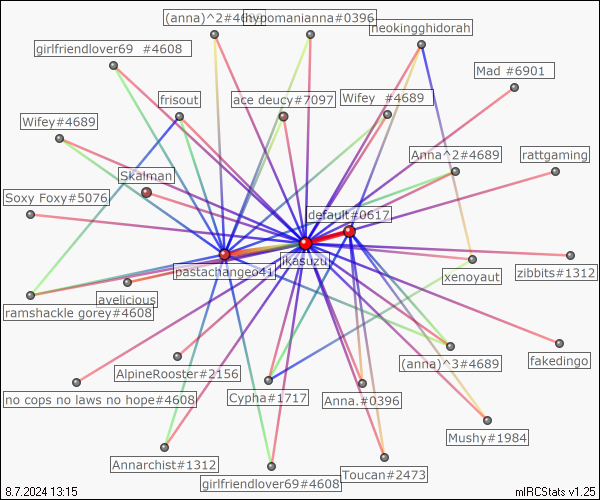 (anna)^2#4689
hypomanianna#0396
neokingghidorah
girlfriendlover69 #4608
Mad #6901
frisout
ace deucy#7097
Wifey #4689
Wifey#4689
Anna^2#4689
rattgaming
Skalman
Soxy Foxy#5076
default#0617
likasuzu
pastachangeo41
xenoyaut
zibbits#1312
avelicious
ramshackle gorey#4608
fakedingo
(anna)^3#4689
AlpineRooster#2156
no cops no laws no hope#4608
Cypha#1717
Anna.#0396
Mushy#1984
Annarchist#1312
Toucan#2473
girlfriendlover69#4608
8.7.2024 13:15
mIRCStats v1.25